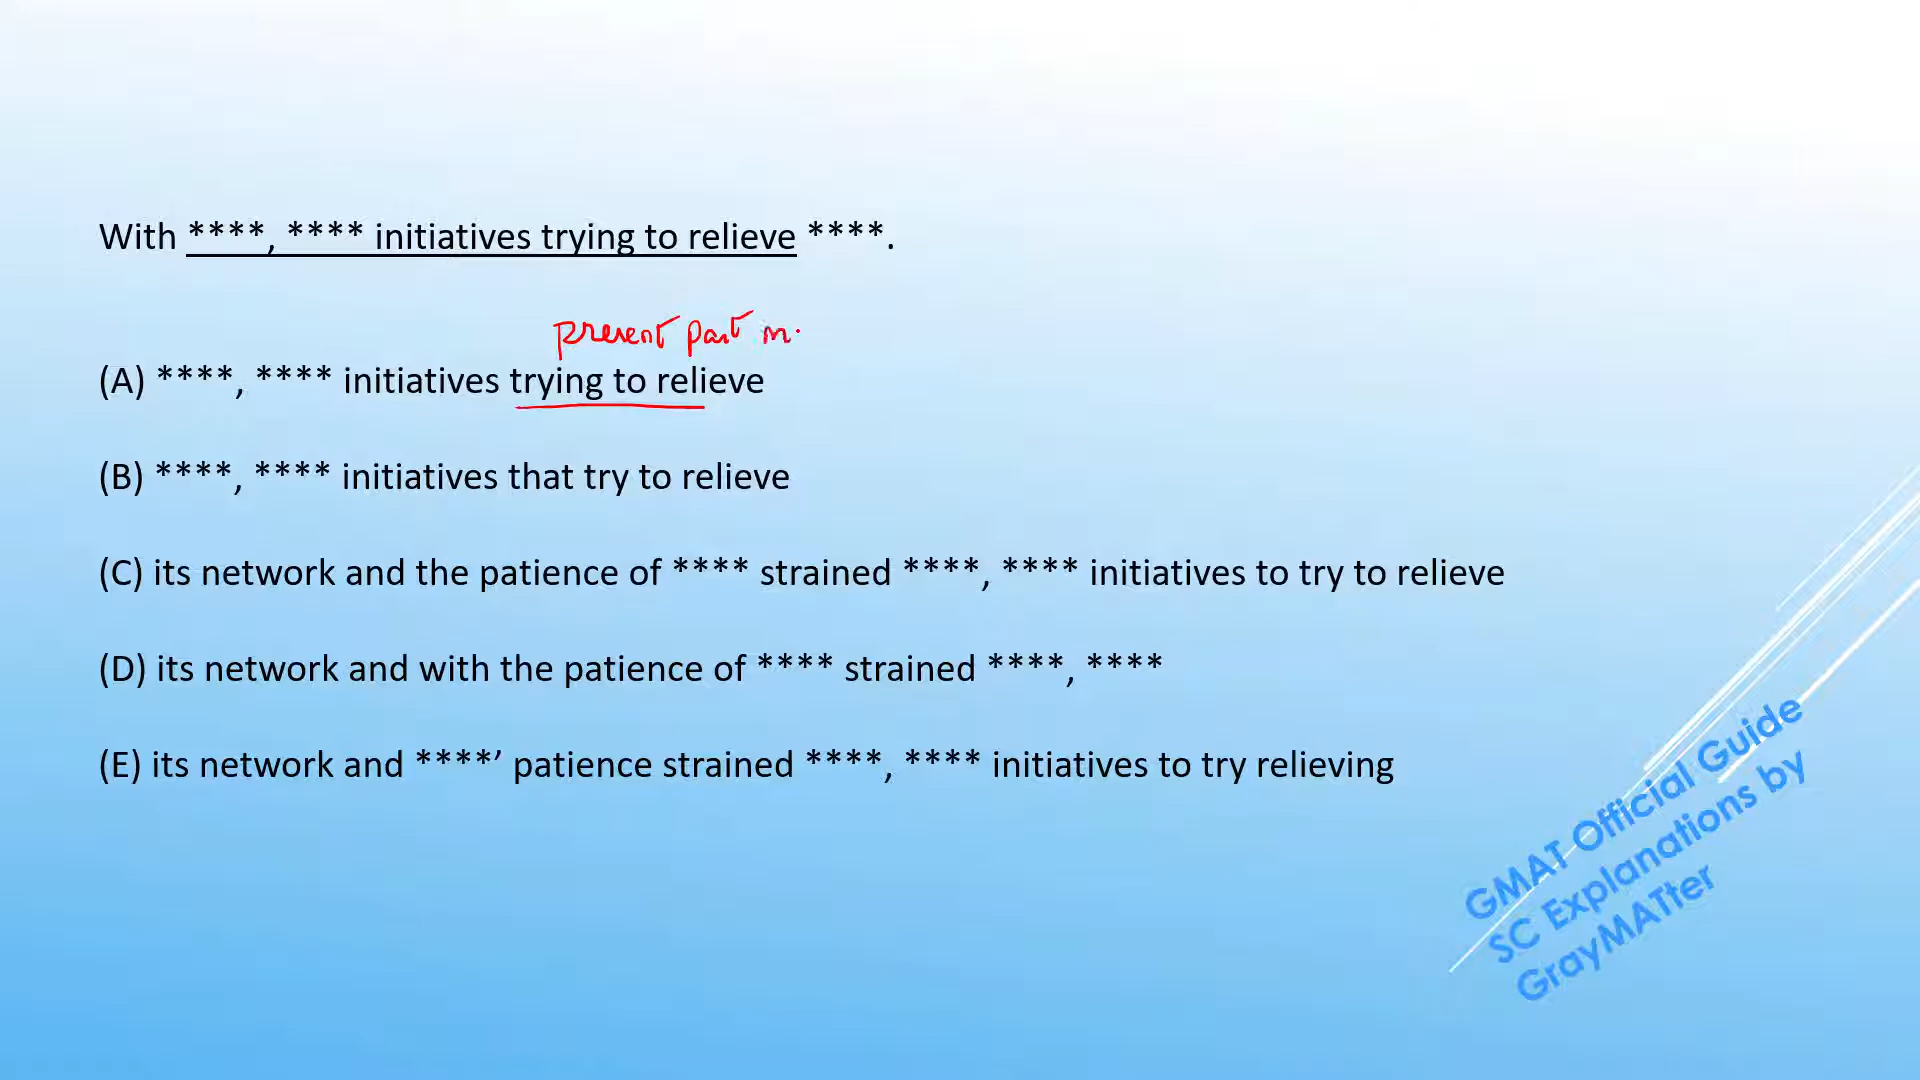 With ****, **** initiatives trying to relieve ****.
present part m.
(A) ****, **** initiatives trying to relieve
(B) ****, **** initiatives that try to relieve
(C) its network and the patience of **** strained ****, **** initiatives to try to relieve
(D) its network and with the patience of **** strained ****, ****
(E) its network and ****’ patience strained ****, **** initiatives to try relieving
GMAT Official Guide
SC Explanations by
GrayMATter